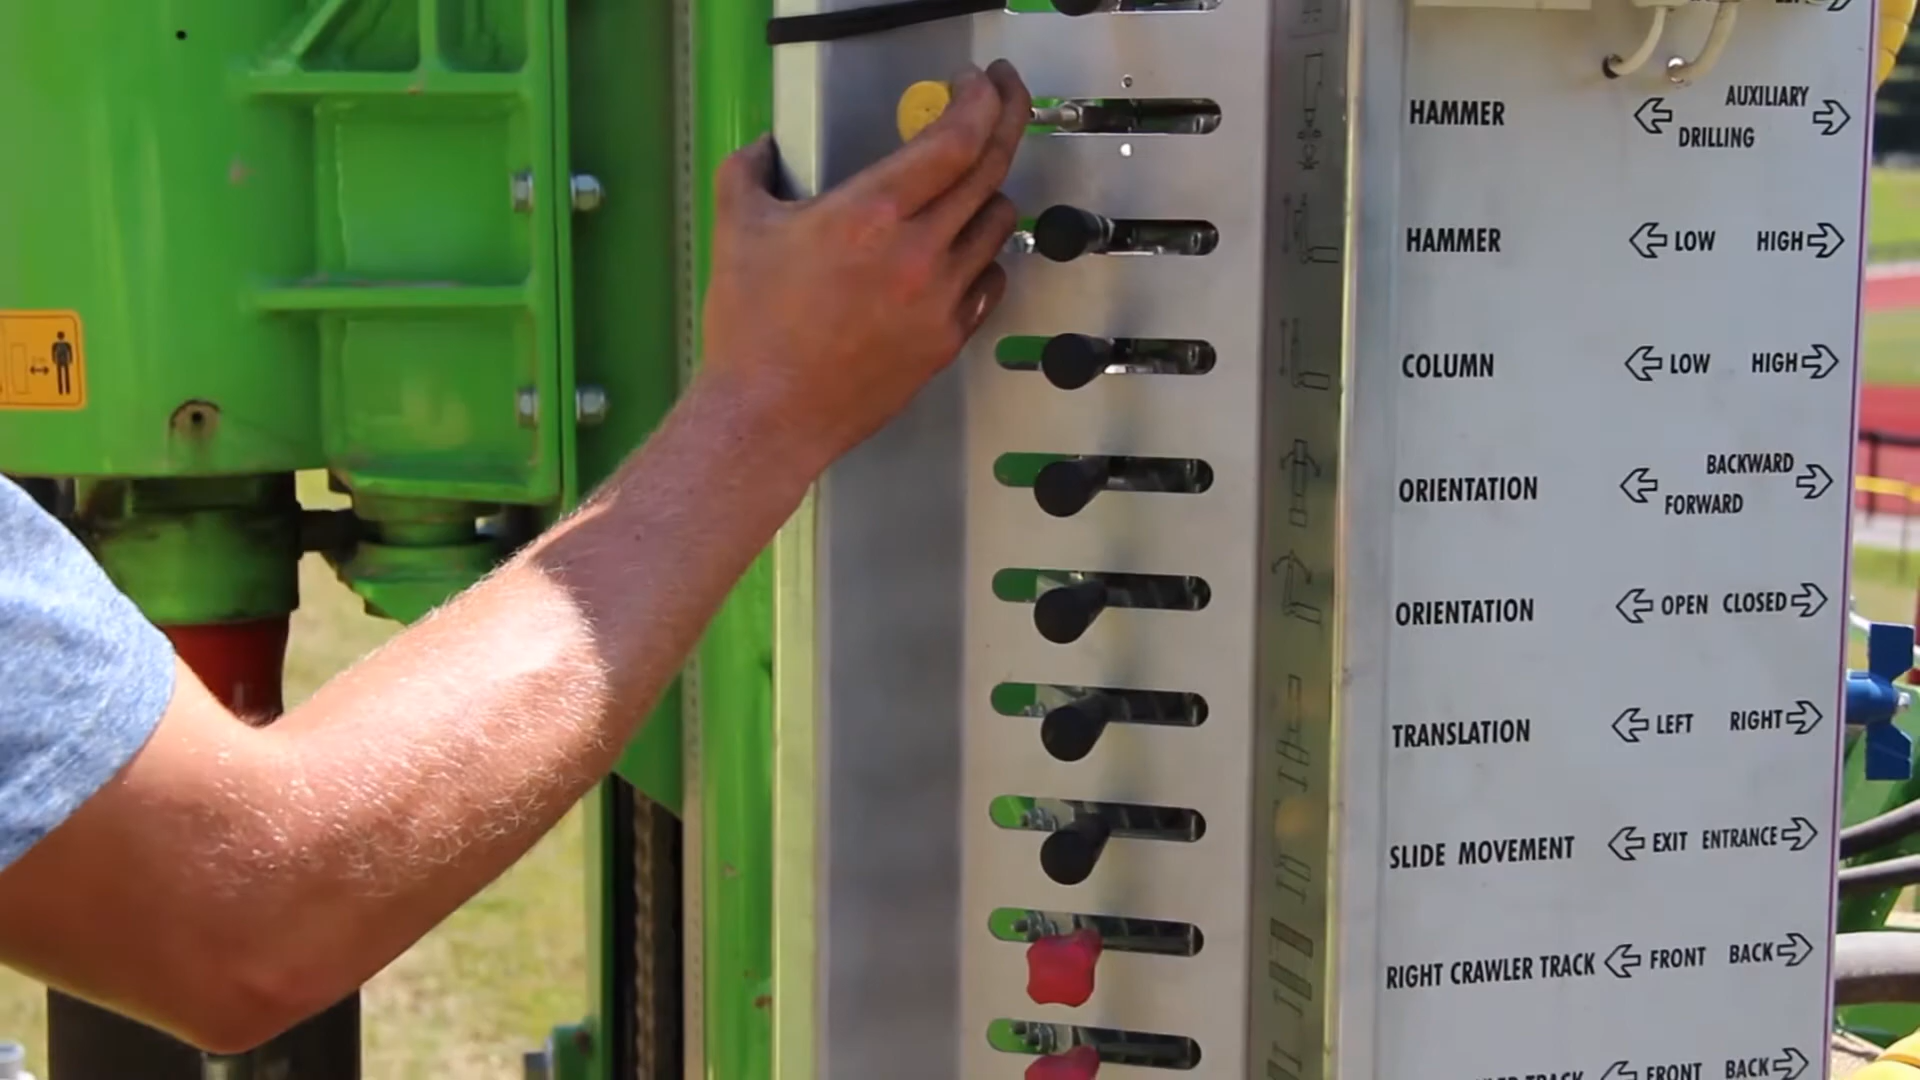 HAMMER AUXILIARY
DRILLING
HAMMER LOW HIGH
COLUMN LOW HIGH
ORIENTATION BACKWARD
FORWARD
ORIENTATION OPEN CLOSED
TRANSLATION LEFT RIGHT
SLIDE MOVEMENT EXIT ENTRANCE
RIGHT CRAWLER TRACK FRONT BACK
TRACK FRONT BACK